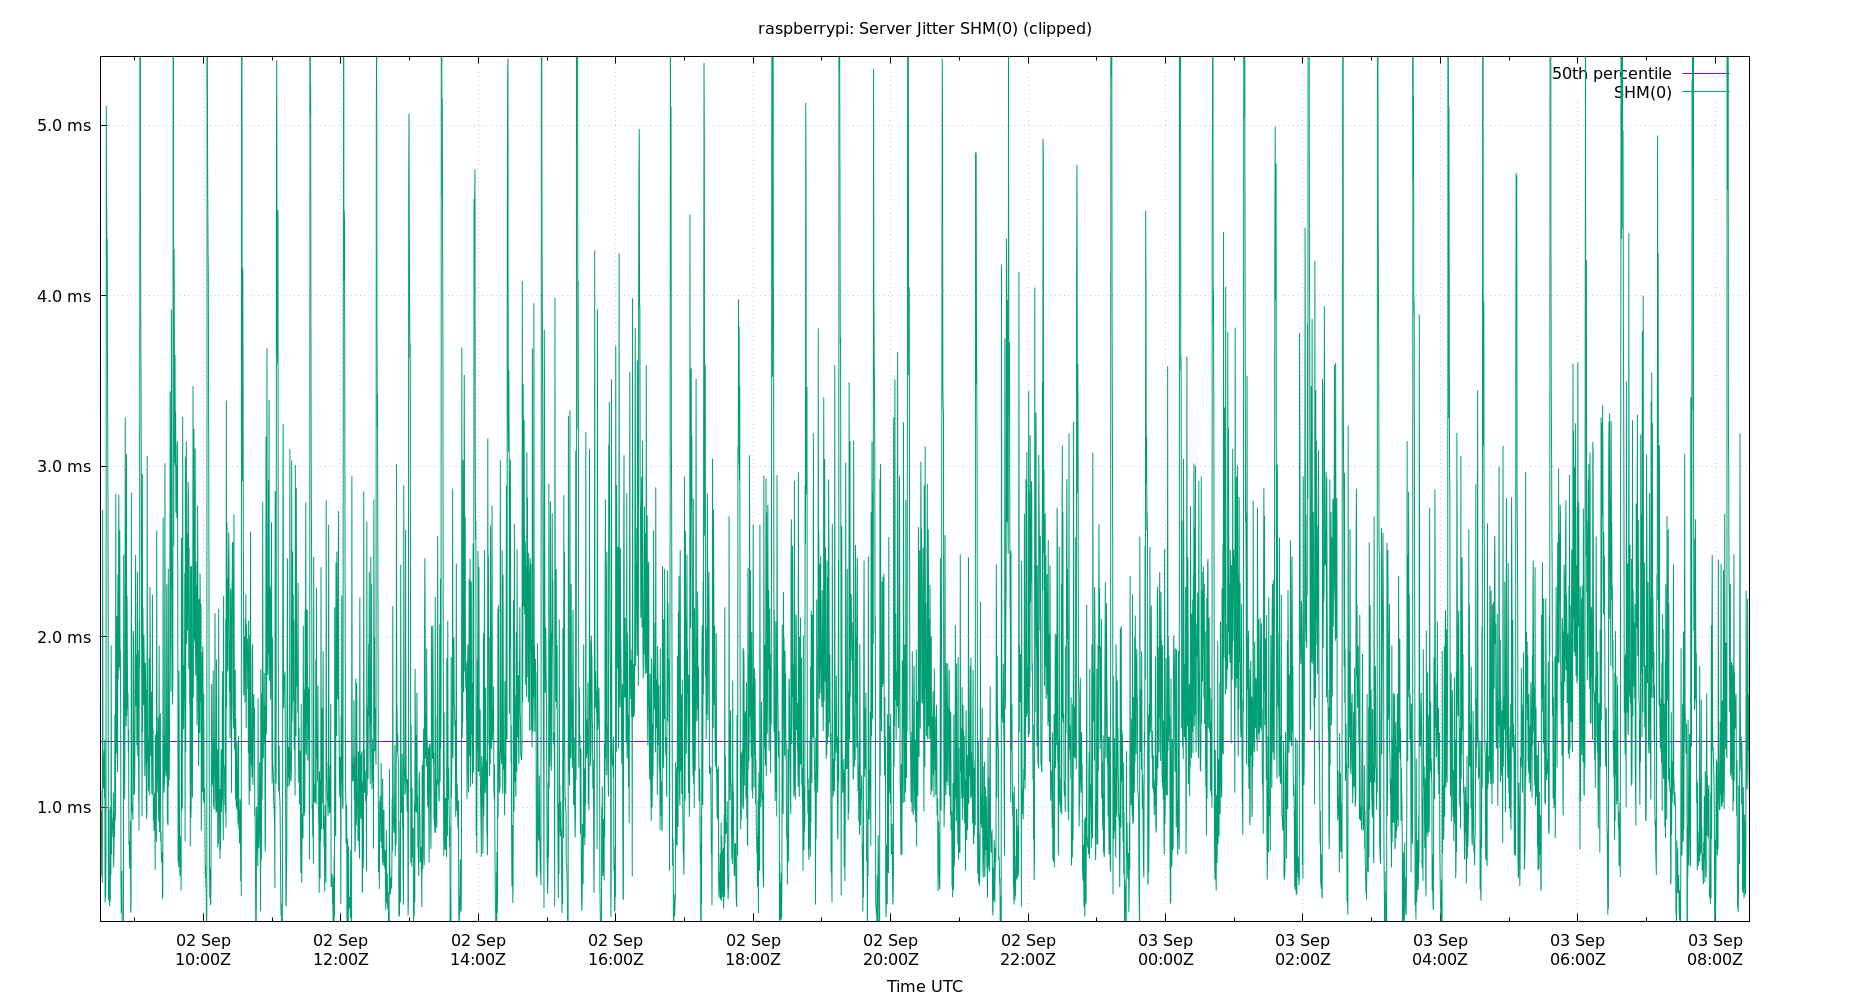 raspberrypi: Server Jitter SHM(0) (clipped)
50th percentile
SHM(0)
5.0 ms
4.0 ms
3.0 ms
2.0 ms
1.0 ms
02 Sep 02 Sep 02 Sep 02 Sep 02 Sep 02 Sep 02 Sep 03 Sep 03 Sep 03 Sep 03 Sep 03 Sep
10:00Z 12:00Z 14:00Z 16:00Z 18:00Z 20:00Z 22:00Z 00:00Z 02:00Z 04:00Z 06:00Z 08:00Z
Time UTC